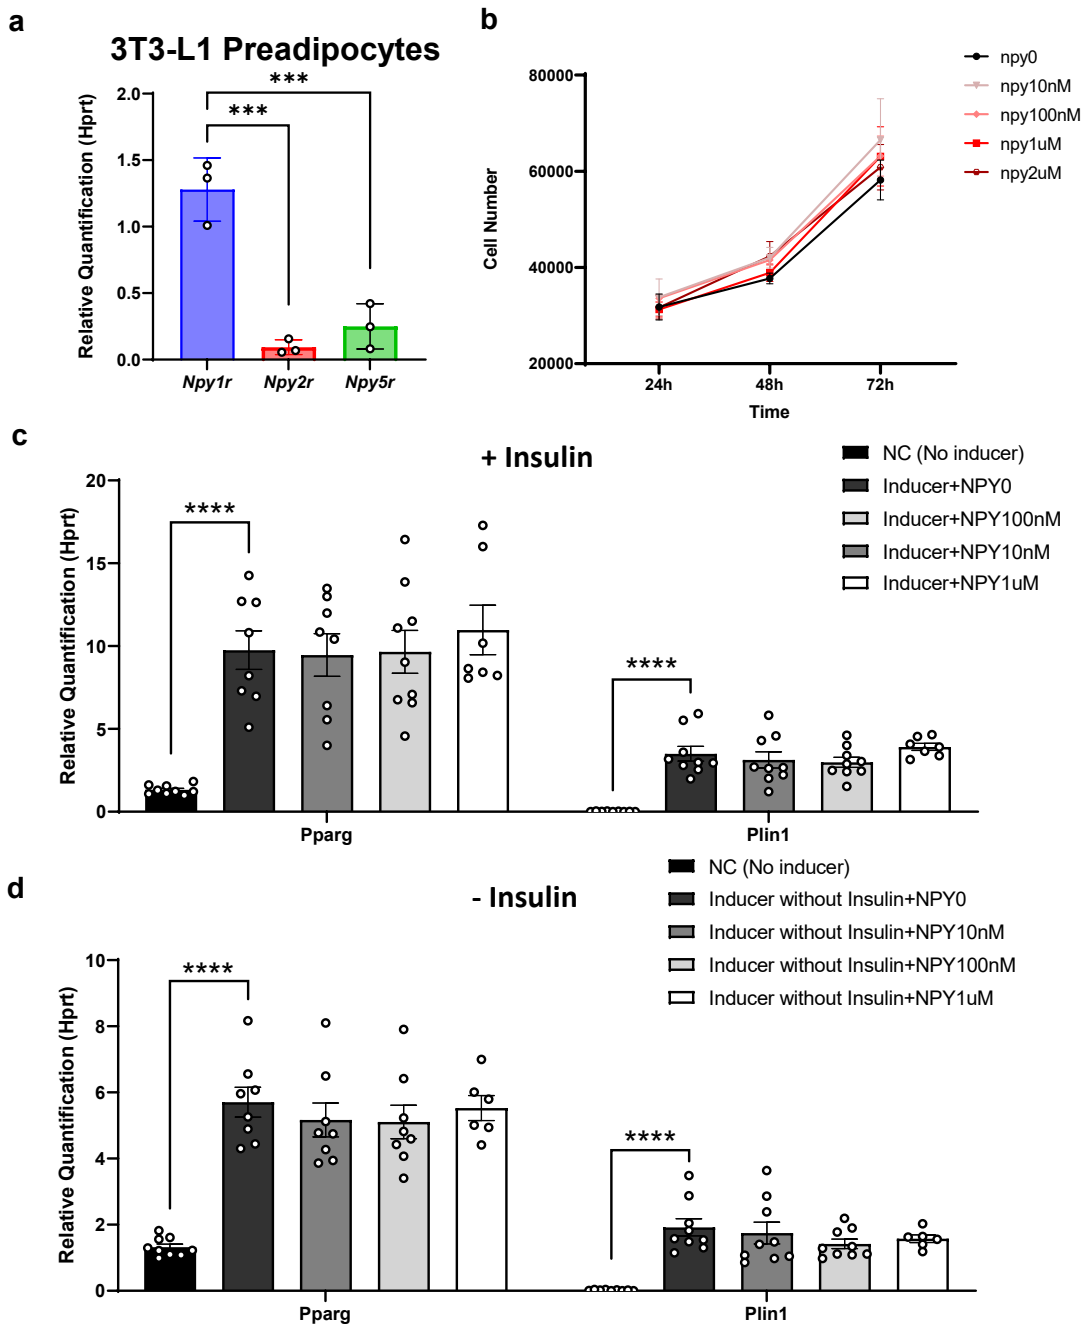 a
3T3-L1 Preadipocytes
***
***
Relative Quantification (Hprt)
2.0
1.5
1.0
0.5
0.0
Npy1r Npy2r Npy5r
b
npy0
npy10nM
npy100nM
npy1uM
npy2uM
Cell Number
80000
60000
40000
20000
24h 48h 72h
Time
c
+ Insulin
NC (No inducer)
Inducer+NPY0
Inducer+NPY100nM
Inducer+NPY10nM
Inducer+NPY1uM
Relative Quantification (Hprt)
20
15
10
5
0
****
****
Pparg Plin1
d
- Insulin
NC (No inducer)
Inducer without Insulin+NPY0
Inducer without Insulin+NPY10nM
Inducer without Insulin+NPY100nM
Inducer without Insulin+NPY1uM
Relative Quantification (Hprt)
10
8
6
4
2
0
****
****
Pparg Plin1